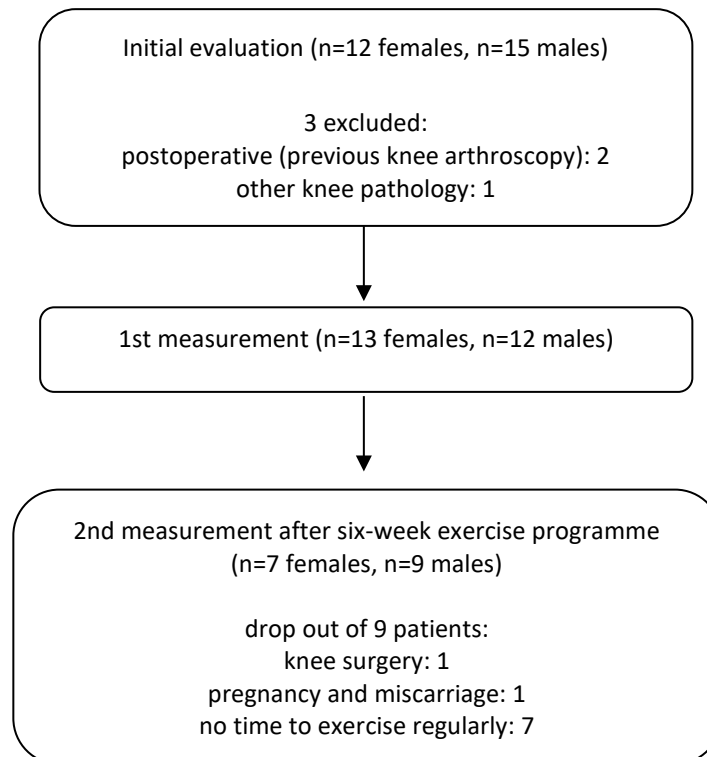 Initial evaluation (n=12 females, n=15 males)
3 excluded:
postoperative (previous knee arthroscopy): 2
other knee pathology: 1
1st measurement (n=13 females, n=12 males)
2nd measurement after six-week exercise programme
(n=7 females, n=9 males)
drop out of 9 patients:
knee surgery: 1
pregnancy and miscarriage: 1
no time to exercise regularly: 7